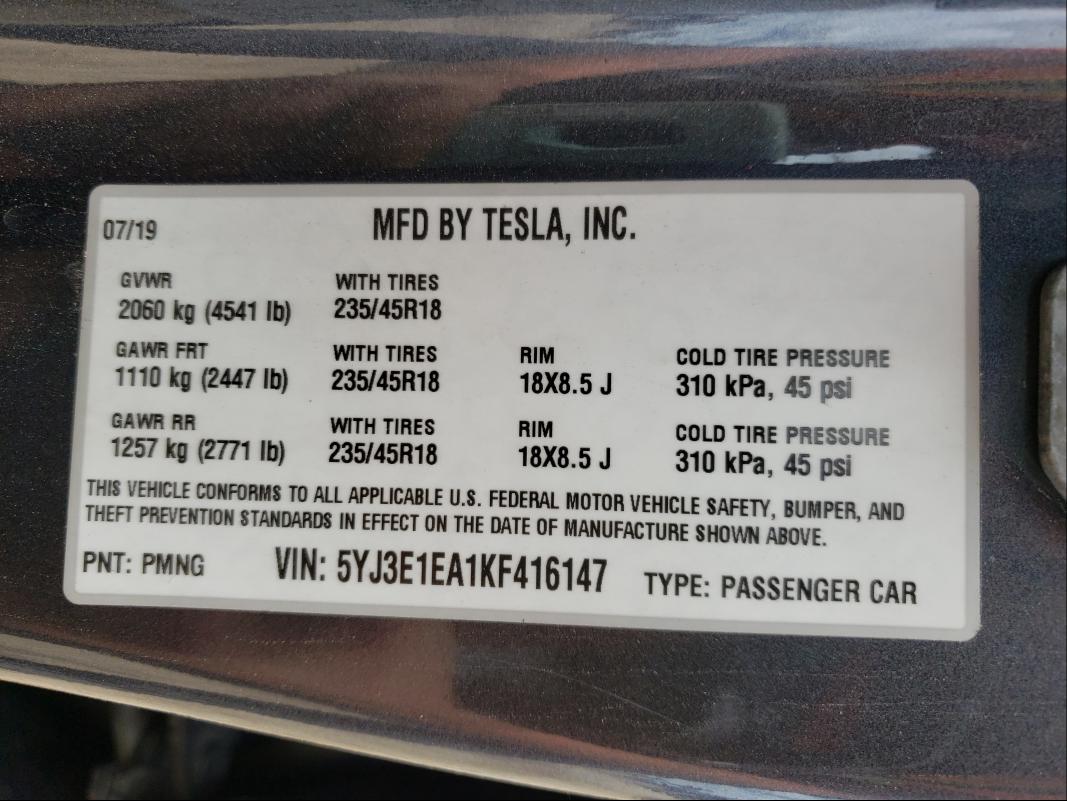 07/19 MFD BY TESLA, INC.
GVWR WITH TIRES
2060 kg (4541 lb) 235/45R18
GAWR FRT WITH TIRES RIM COLD TIRE PRESSURE
1110 kg (2447 lb) 235/45R18 18X8.5 J 310 kPa, 45 psi
GAWR RR WITH TIRES RIM COLD TIRE PRESSURE
1257 kg (2771 lb) 235/45R18 18X8.5 J 310 kPa, 45 psi
THIS VEHICLE CONFORMS TO ALL APPLICABLE U.S. FEDERAL MOTOR VEHICLE SAFETY, BUMPER, AND
THEFT PREVENTION STANDARDS IN EFFECT ON THE DATE OF MANUFACTURE SHOWN ABOVE.
PNT: PMNG VIN: 5YJ3E1EA1KF416147 TYPE: PASSENGER CAR